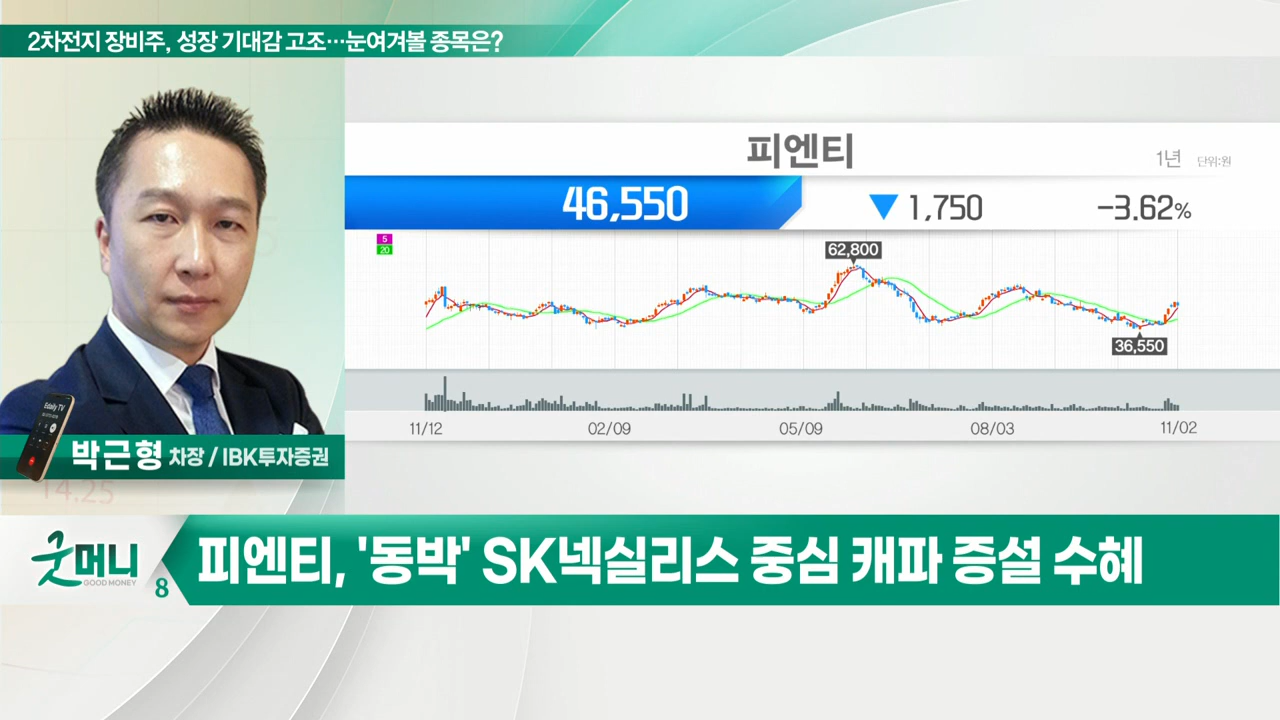 2차전지 장비주, 성장 기대감 고조…눈여겨볼 종목은?
피엔티
1년 단위:원
46,550 ▼ 1,750 -3.62%
5
20
62,800
36,550
11/12 02/09 05/09 08/03 11/02
Edaily TV
박근형 차장 / IBK투자증권
14.25
굿머니
GOOD MONEY
8
피엔티, '동박' SK넥실리스 중심 캐파 증설 수혜